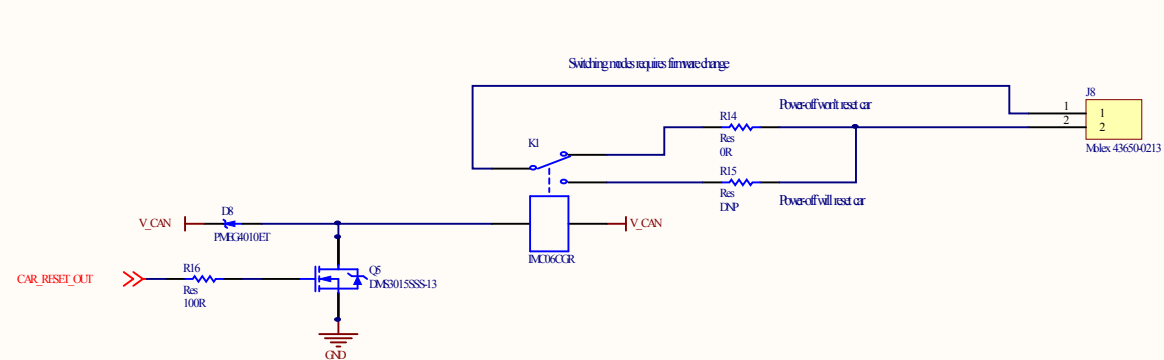 Switching modes requires firmware change
J8
Power-off won't reset car
1
1
R14
2
2
Res
0R
Molex 43650-0213
K1
R15
Res
DNP
Power-off will reset car
D8
V_CAN
V_CAN
PMEG4010ET
IM06CGR
CAR_RESET_OUT
R16
Res
100R
Q5
DMS3015SSS-13
GND